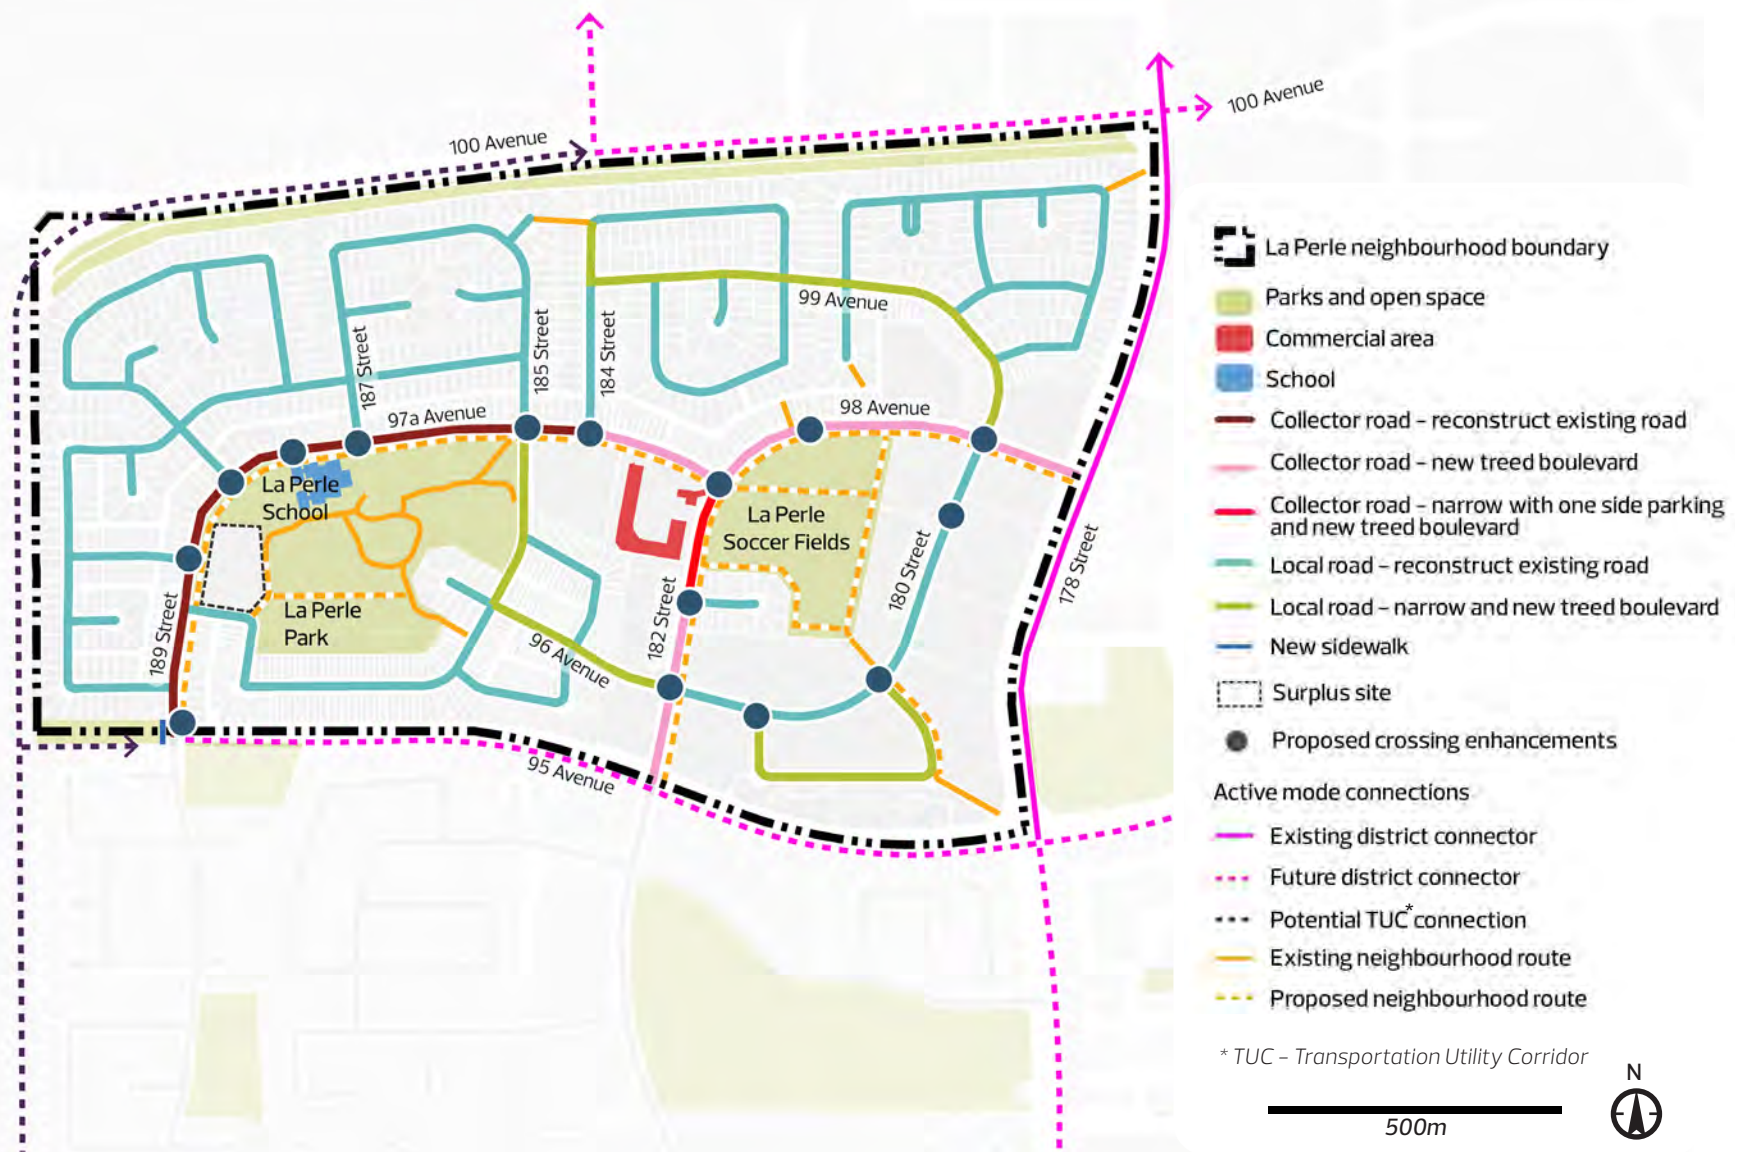 100 Avenue
100 Avenue
99 Avenue
187 Street
185 Street
184 Street
97a Avenue
98 Avenue
La Perle
School
La Perle
Soccer Fields
La Perle
Park
189 Street
96 Avenue
182 Street
180 Street
178 Street
95 Avenue
La Perle neighbourhood boundary
Parks and open space
Commercial area
School
Collector road – reconstruct existing road
Collector road – new treed boulevard
Collector road – narrow with one side parking
and new treed boulevard
Local road – reconstruct existing road
Local road – narrow and new treed boulevard
New sidewalk
Surplus site
Proposed crossing enhancements
Active mode connections
Existing district connector
Future district connector
Potential TUC* connection
Existing neighbourhood route
Proposed neighbourhood route
* TUC – Transportation Utility Corridor
N
500m